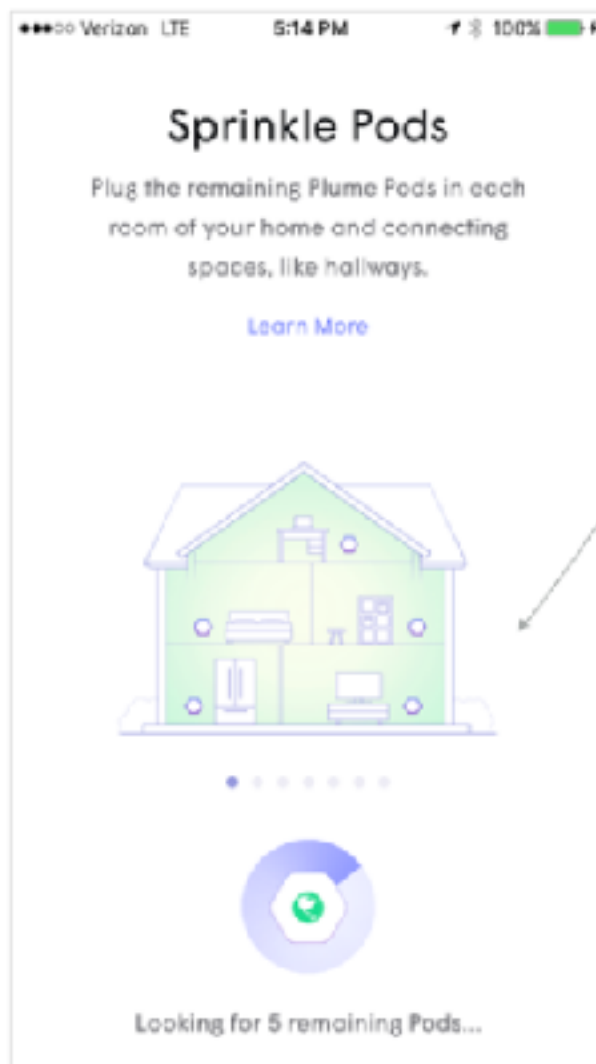 Verizon LTE 5:14 PM 100%
Sprinkle Pods
Plug the remaining Plume Pods in each
room of your home and connecting
spaces, like hallways.
Learn More
Looking for 5 remaining Pods...